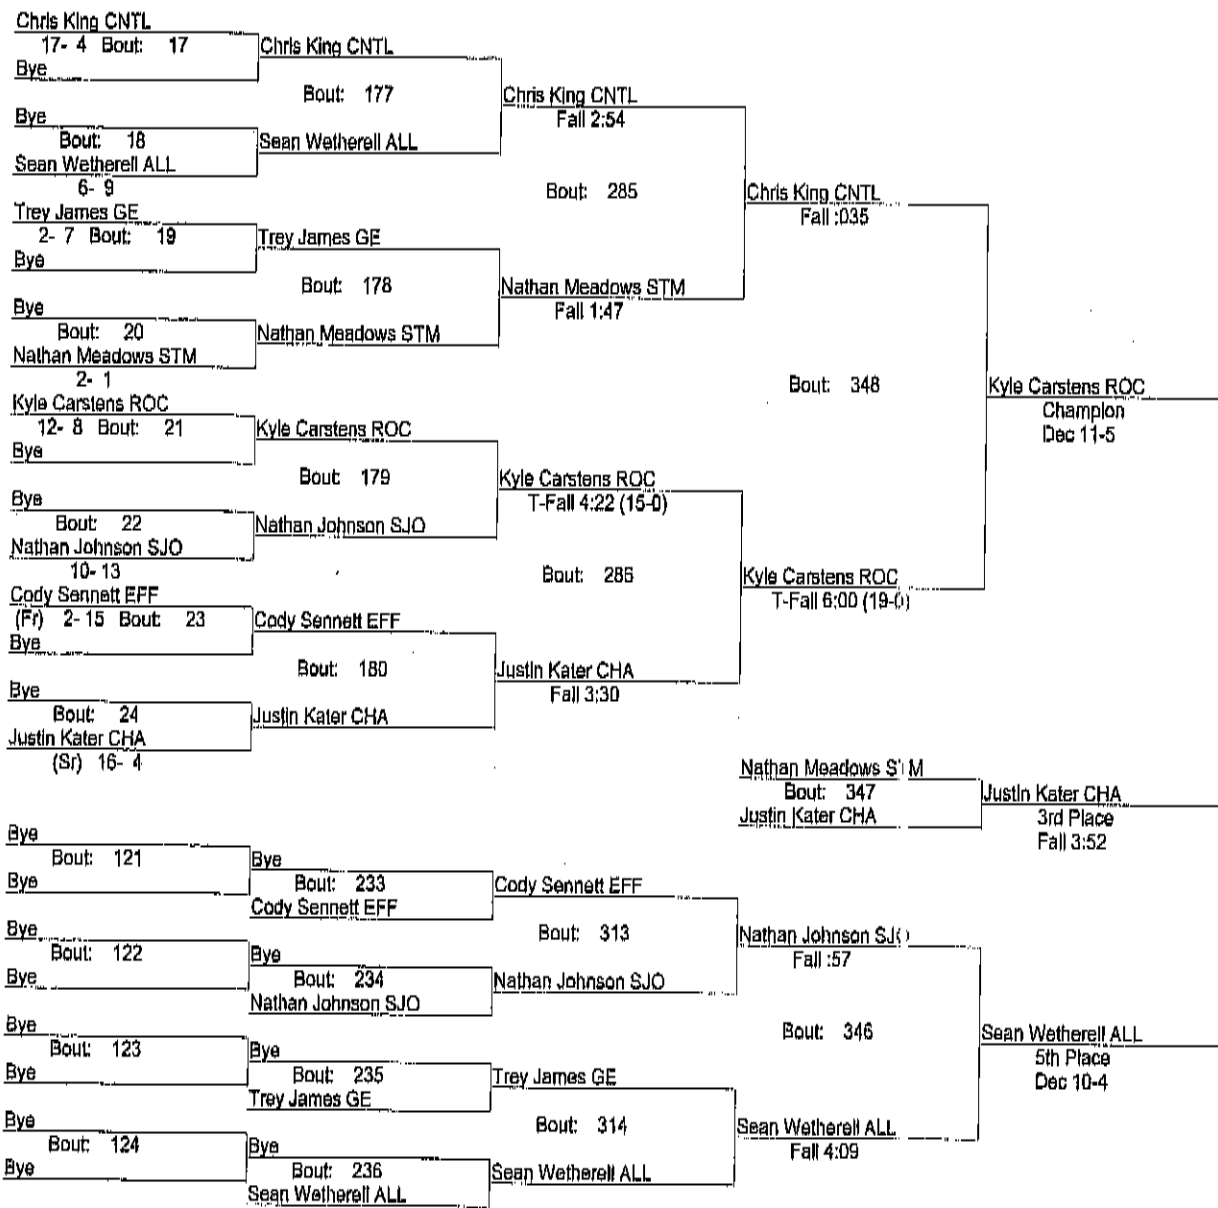 Chris King CNTL
17- 4 Bout: 17
Bye
Chris King CNTL
Bout: 177
Bye
Bout: 18
Sean Wetherell ALL
6- 9
Sean Wetherell ALL
Chris King CNTL
Fall 2:54
Bout: 285
Trey James GE
2- 7 Bout: 19
Bye
Trey James GE
Bout: 178
Bye
Bout: 20
Nathan Meadows STM
2- 1
Nathan Meadows STM
Nathan Meadows STM
Fall 1:47
Chris King CNTL
Fall :035
Bout: 348
Kyle Carstens ROC
12- 8 Bout: 21
Bye
Kyle Carstens ROC
Bout: 179
Bye
Bout: 22
Nathan Johnson SJO
10- 13
Nathan Johnson SJO
Kyle Carstens ROC
T-Fall 4:22 (15-0)
Bout: 286
Cody Sennett EFF
(Fr) 2- 15 Bout: 23
Bye
Cody Sennett EFF
Bout: 180
Bye
Bout: 24
Justin Kater CHA
(Sr) 16- 4
Justin Kater CHA
Justin Kater CHA
Fall 3:30
Kyle Carstens ROC
T-Fall 6:00 (19-0)
Kyle Carstens ROC
Champion
Dec 11-5
Nathan Meadows STM
Bout: 347
Justin Kater CHA
Justin Kater CHA
3rd Place
Fall 3:52
Bye
Bout: 121
Bye
Bye
Bout: 233
Cody Sennett EFF
Cody Sennett EFF
Bout: 313
Bye
Bout: 122
Bye
Bye
Bout: 234
Nathan Johnson SJO
Nathan Johnson SJO
Nathan Johnson SJO
Fall :57
Bout: 346
Bye
Bout: 123
Bye
Bye
Bout: 235
Trey James GE
Trey James GE
Bout: 314
Bye
Bout: 124
Bye
Bye
Bout: 236
Sean Wetherell ALL
Sean Wetherell ALL
Sean Wetherell ALL
Fall 4:09
Sean Wetherell ALL
5th Place
Dec 10-4